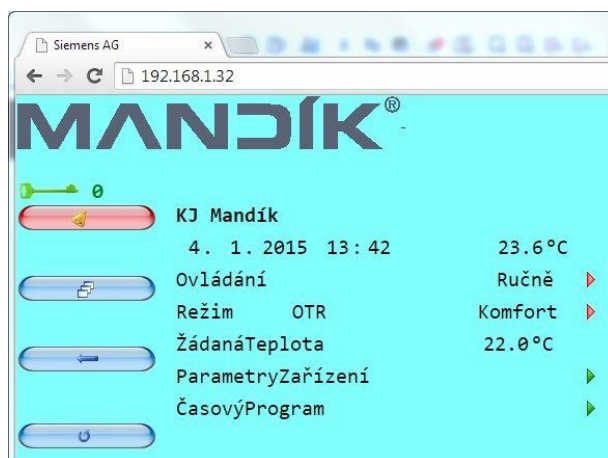 Siemens AG
192.168.1.32
MANDÍK®
0
KJ Mandík
4. 1. 2015 13:42 23.6°C
Ovládání Ručně
Režim OTR Komfort
ŽádanáTeplota 22.0°C
ParametryZařízení
ČasovýProgram